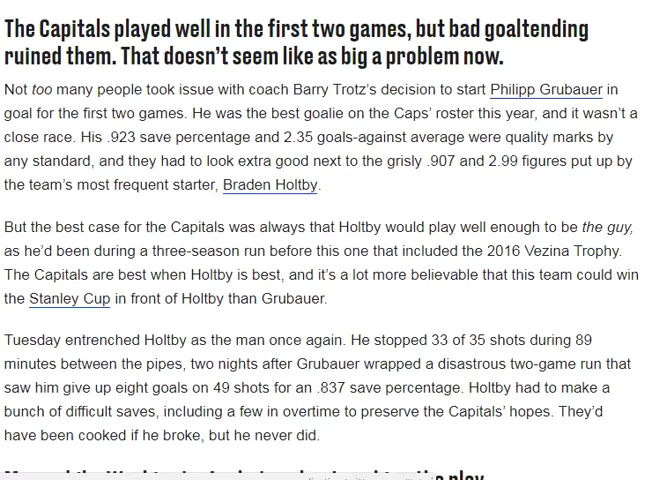 The Capitals played well in the first two games, but bad goaltending
ruined them. That doesn't seem like as big a problem now.
Not too many people took issue with coach Barry Trotz's decision to start Philipp Grubauer in
goal for the first two games. He was the best goalie on the Caps' roster this year, and it wasn't a
close race. His .923 save percentage and 2.35 goals-against average were quality marks by
any standard, and they had to look extra good next to the grisly .907 and 2.99 figures put up by
the team's most frequent starter, Braden Holtby.
But the best case for the Capitals was always that Holtby would play well enough to be the guy,
as he'd been during a three-season run before this one that included the 2016 Vezina Trophy.
The Capitals are best when Holtby is best, and it's a lot more believable that this team could win
the Stanley Cup in front of Holtby than Grubauer.
Tuesday entrenched Holtby as the man once again. He stopped 33 of 35 shots during 89
minutes between the pipes, two nights after Grubauer wrapped a disastrous two-game run that
saw him give up eight goals on 49 shots for an .837 save percentage. Holtby had to make a
bunch of difficult saves, including a few in overtime to preserve the Capitals' hopes. They'd
have been cooked if he broke, but he never did.